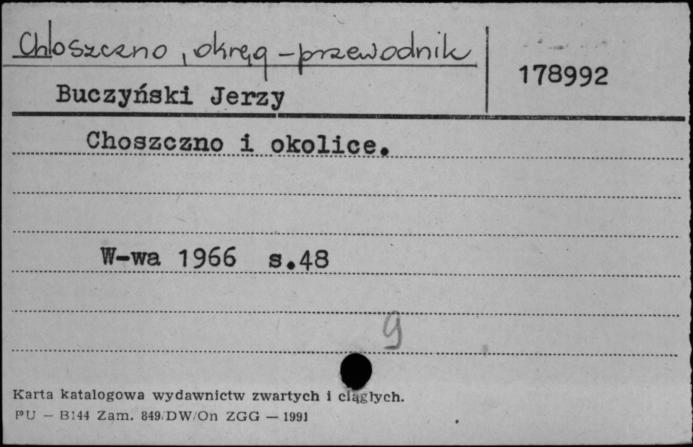 Chłoszczno, okręg - przewodnik
178992
Buczyński Jerzy
Choszczno i okolice.
W-wa 1966 s.48
9
Karta katalogowa wydawnictw zwartych i ciągłych.
PU — B144 Zam. 849/DW/On ZGG — 1991